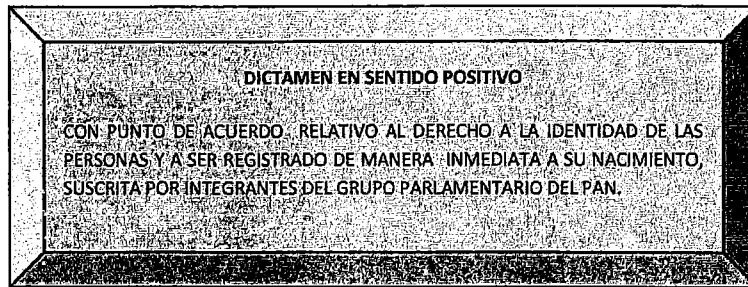 DICTAMEN EN SENTIDO POSITIVO
CON PUNTO DE ACUERDO RELATIVO AL DERECHO A LA IDENTIDAD DE LAS
PERSONAS Y A SER REGISTRADO DE MANERA INMEDIATA A SU NACIMIENTO,
SUSCRITA POR INTEGRANTES DEL GRUPO PARLAMENTARIO DEL PAN.